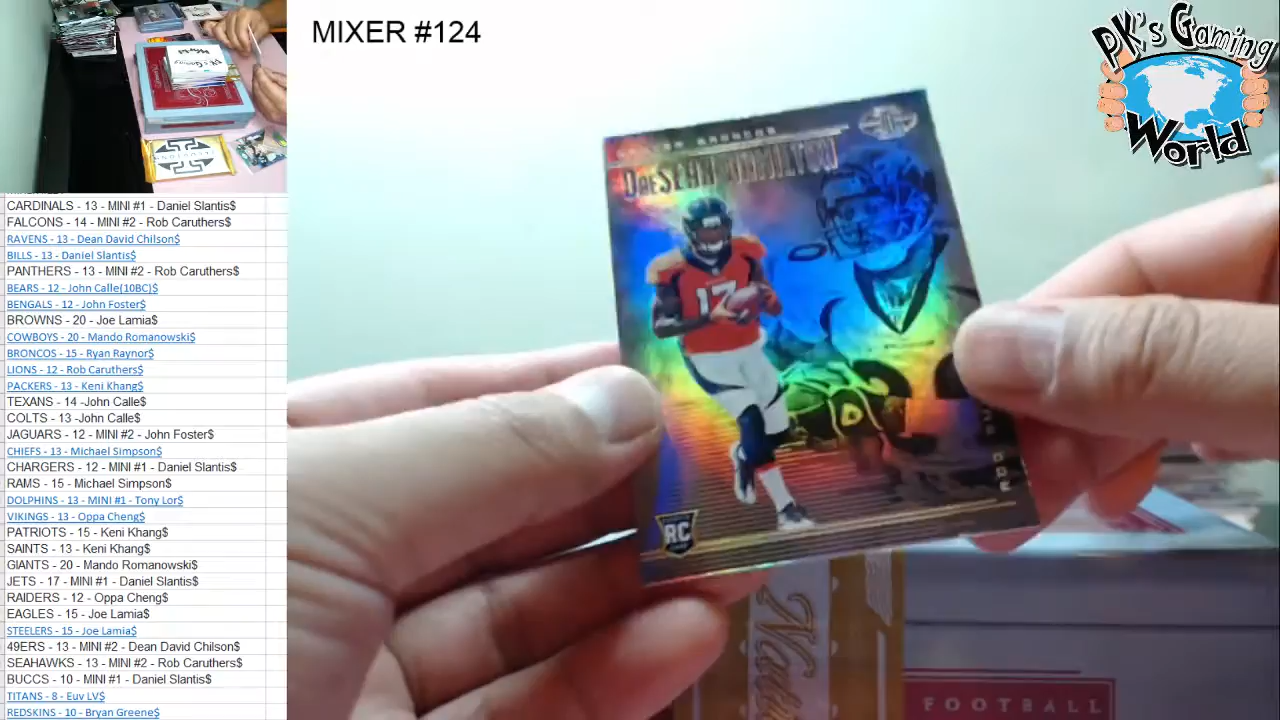 MIXER #124
PK's Gaming
World
CARDINALS - 13 - MINI #1 - Daniel Slantis$
FALCONS - 14 - MINI #2 - Rob Caruthers$
RAVENS - 13 - Dean David Chilson$
BILLS - 13 - Daniel Slantis$
PANTHERS - 13 - MINI #2 - Rob Caruthers$
BEARS - 12 - John Calle(10BC)$
BENGALS - 12 - John Foster$
BROWNS - 20 - Joe Lamia$
COWBOYS - 20 - Mando Romanowski$
BRONCOS - 15 - Ryan Raynor$
LIONS - 12 - Rob Caruthers$
PACKERS - 13 - Keni Khang$
TEXANS - 14 -John Calle$
COLTS - 13 -John Calle$
JAGUARS - 12 - MINI #2 - John Foster$
CHIEFS - 13 - Michael Simpson$
CHARGERS - 12 - MINI #1 - Daniel Slantis$
RAMS - 15 - Michael Simpson$
DOLPHINS - 13 - MINI #1 - Tony Lor$
VIKINGS - 13 - Oppa Cheng$
PATRIOTS - 15 - Keni Khang$
SAINTS - 13 - Keni Khang$
GIANTS - 20 - Mando Romanowski$
JETS - 17 - MINI #1 - Daniel Slantis$
RAIDERS - 12 - Oppa Cheng$
EAGLES - 15 - Joe Lamia$
STEELERS - 15 - Joe Lamia$
49ERS - 13 - MINI #2 - Dean David Chilson$
SEAHAWKS - 13 - MINI #2 - Rob Caruthers$
BUCCS - 10 - MINI #1 - Daniel Slantis$
TITANS - 8 - Euv LV$
REDSKINS - 10 - Bryan Greene$
BRONCOS
DaeSEAN HAMILTON
17
RC
FOOTBALL
PK's Gaming
World